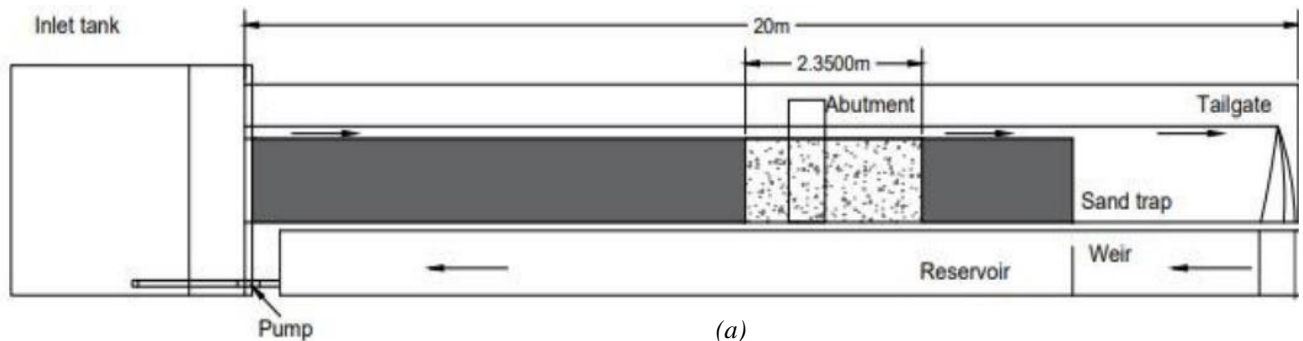 Inlet tank
20m
2.3500m
Abutment
Tailgate
Sand trap
Weir
Reservoir
Pump
(a)